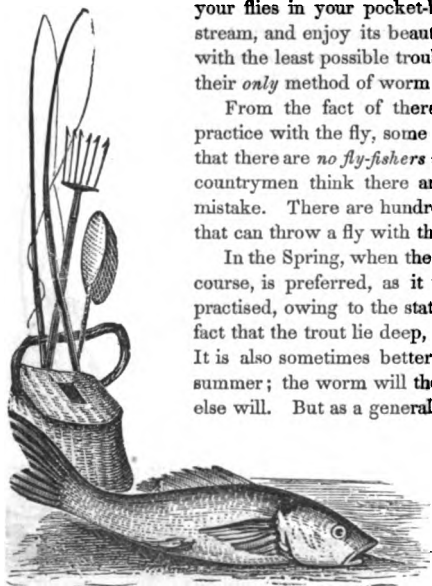 your flies in your pocket-b
stream, and enjoy its beaut
with the least possible troub
their only method of worm
From the fact of there
practice with the fly, some
that there are no fly-fishers
countrymen think there ar
mistake. There are hundr
that can throw a fly with th
In the Spring, when the
course, is preferred, as it
practised, owing to the stat
fact that the trout lie deep,
It is also sometimes better
summer; the worm will the
else will. But as a general